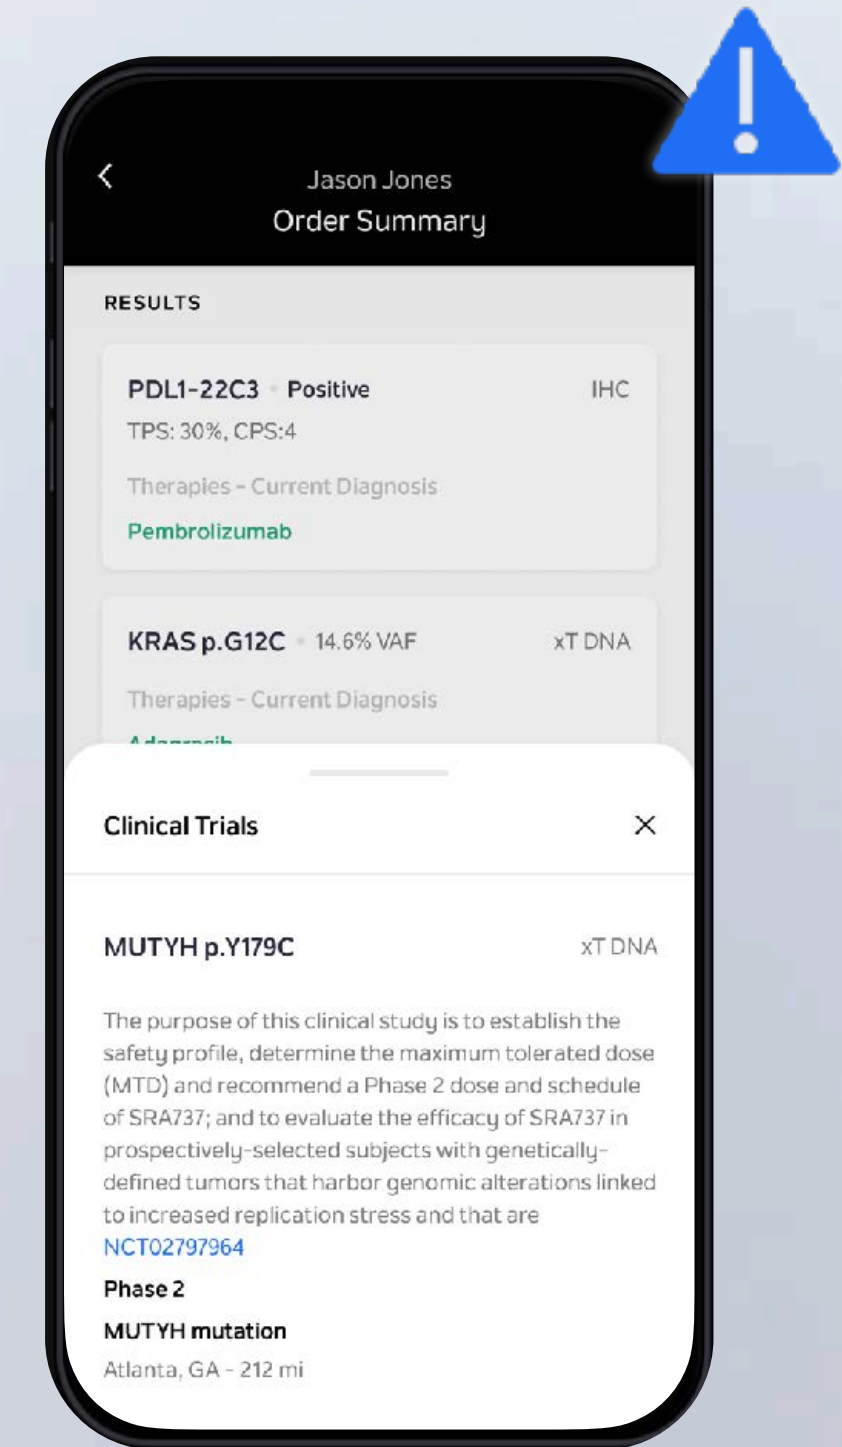 Jason Jones
Order Summary
RESULTS
PDL1-22C3 • Positive IHC
TPS: 30%, CPS:4
Therapies - Current Diagnosis
Pembrolizumab
KRAS p.G12C • 14.6% VAF xT DNA
Therapies - Current Diagnosis
Adagrasib
Clinical Trials
MUTYH p.Y179C xT DNA
The purpose of this clinical study is to establish the
safety profile, determine the maximum tolerated dose
(MTD) and recommend a Phase 2 dose and schedule
of SRA737; and to evaluate the efficacy of SRA737 in
prospectively-selected subjects with genetically-
defined tumors that harbor genomic alterations linked
to increased replication stress and that are
NCT02797964
Phase 2
MUTYH mutation
Atlanta, GA - 212 mi